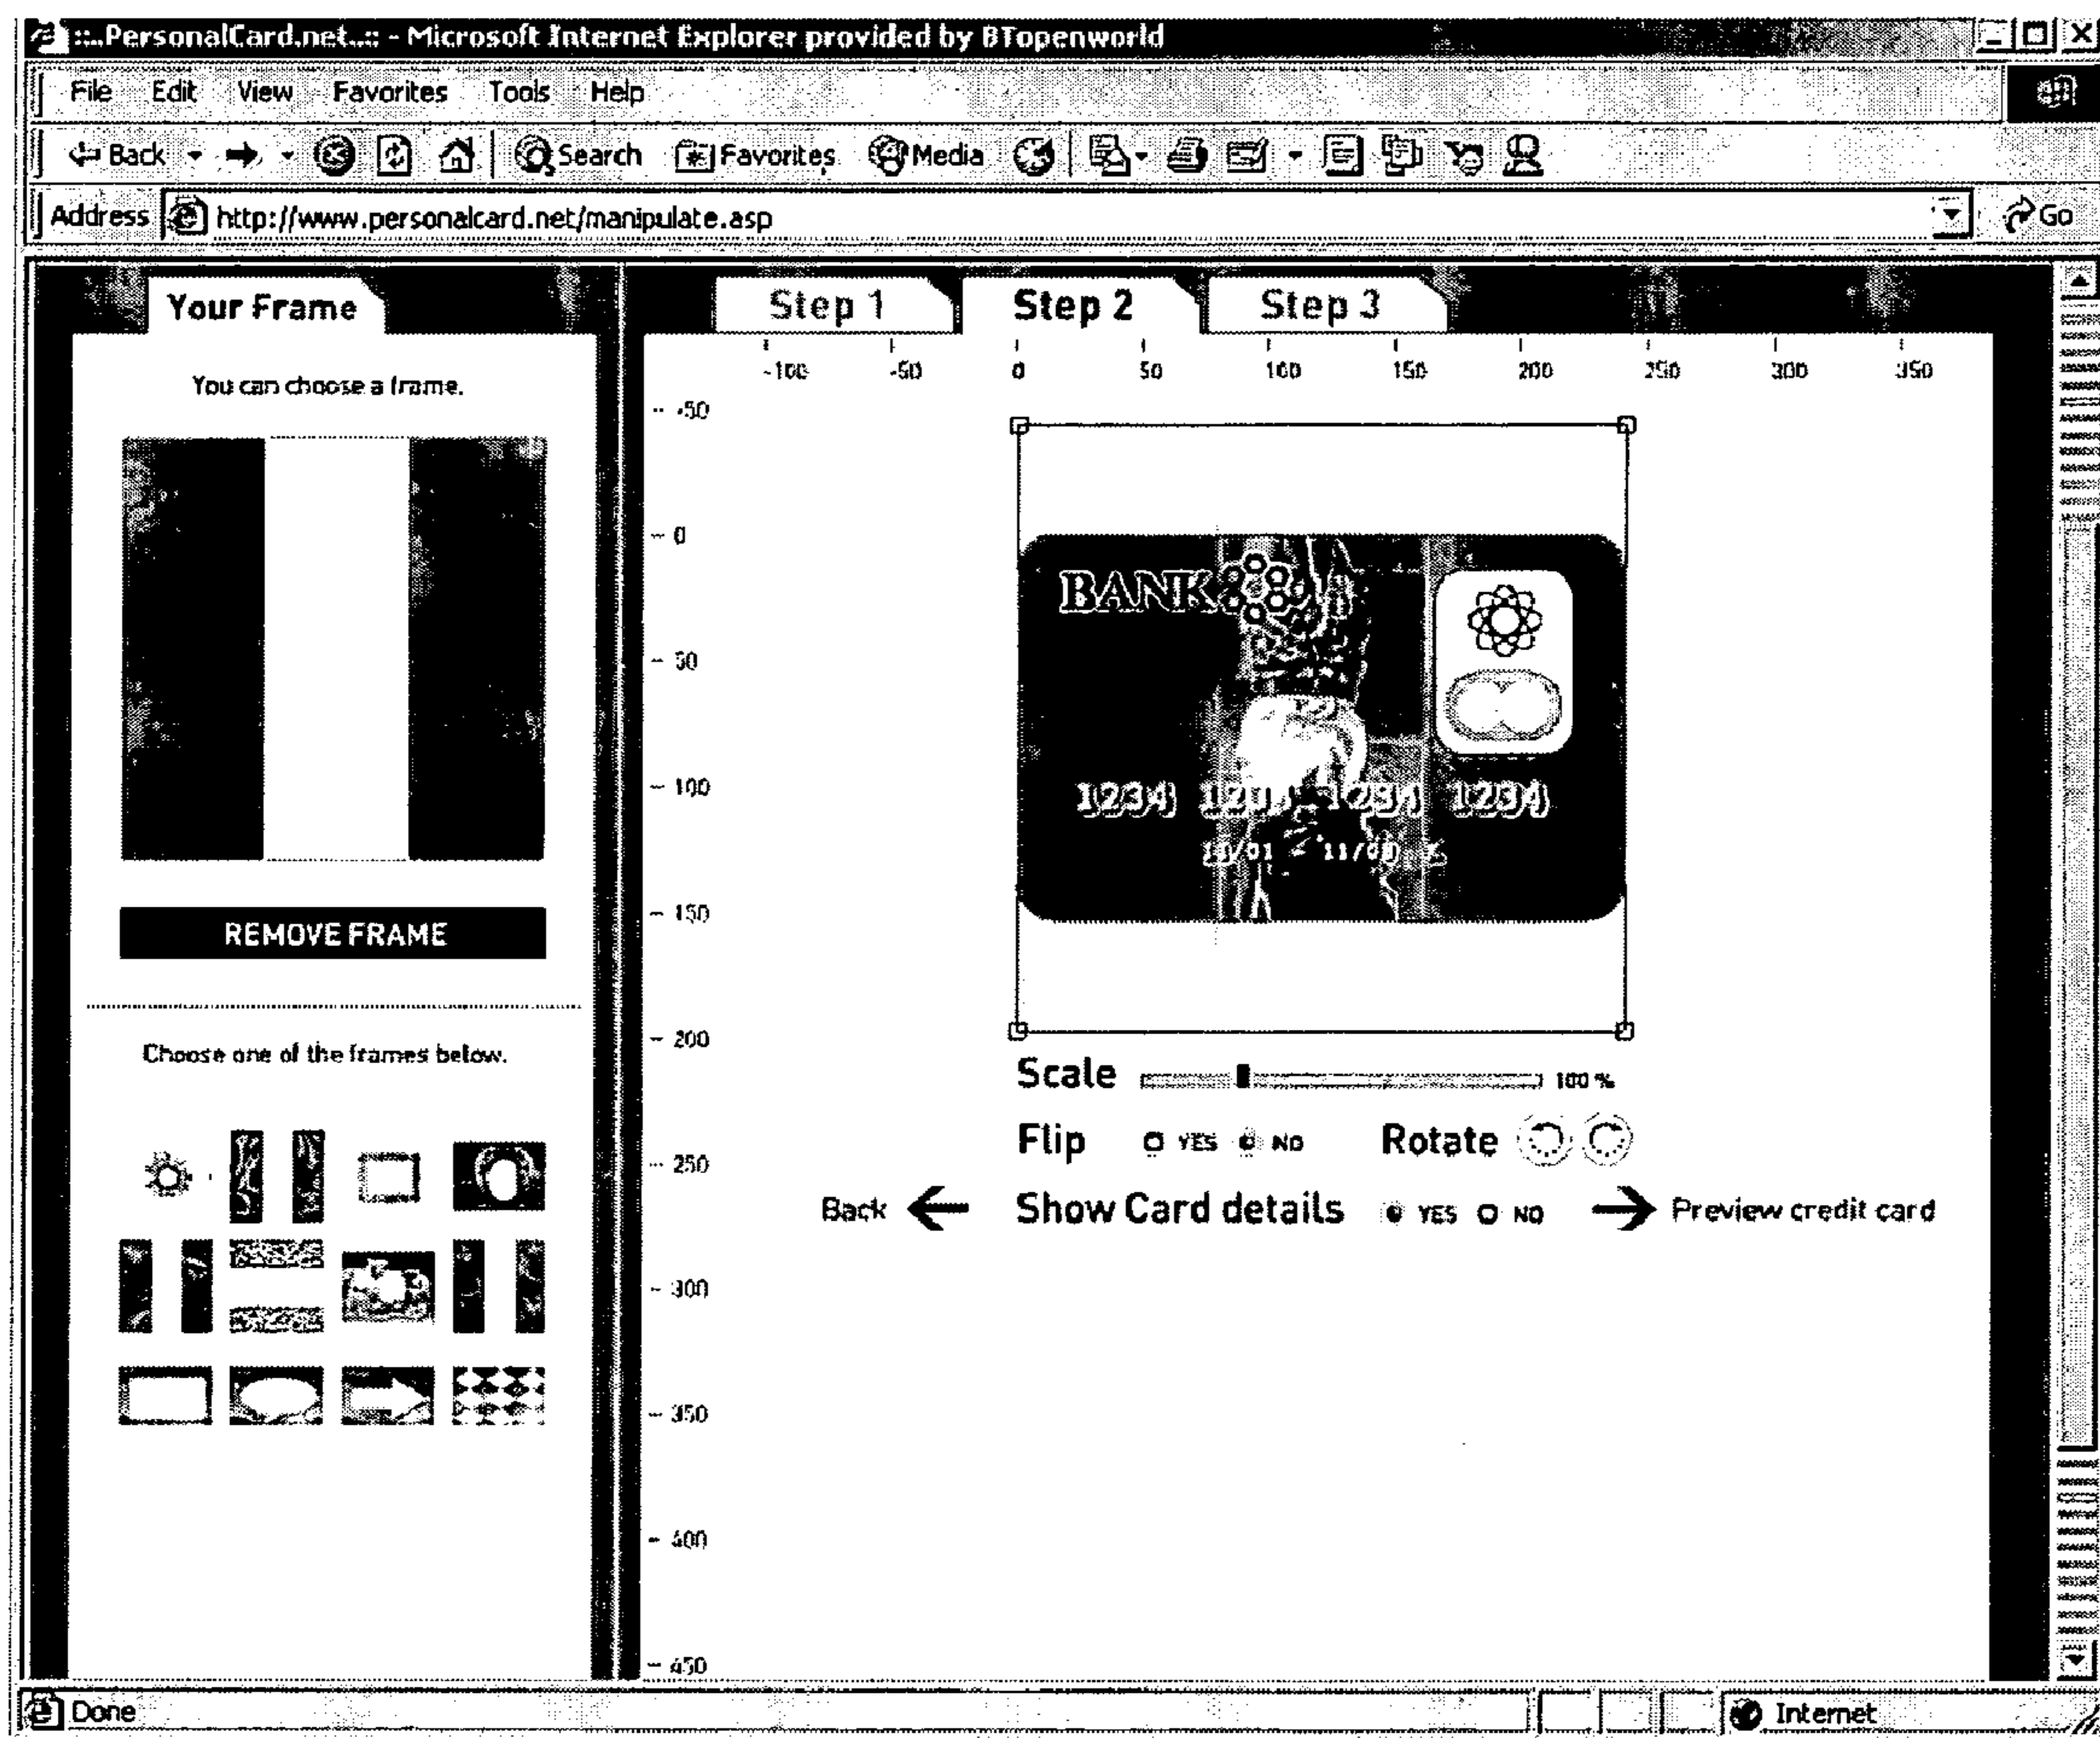 ::..PersonalCard.net..:: - Microsoft Internet Explorer provided by BTopenworld
File Edit View Favorites Tools Help
Back Search Favorites Media
Address http://www.personalcard.net/manipulate.asp Go
Your Frame Step 1 Step 2 Step 3
-100 -50 0 50 100 150 200 250 300 350
You can choose a frame.
-50
0
BANK
50
100
1234 1234 1234 1234
11/01
150
REMOVE FRAME
200
Choose one of the frames below.
Scale 100 %
Flip YES NO Rotate
250
Back Show Card details YES NO Preview credit card
300
350
400
450
Done Internet